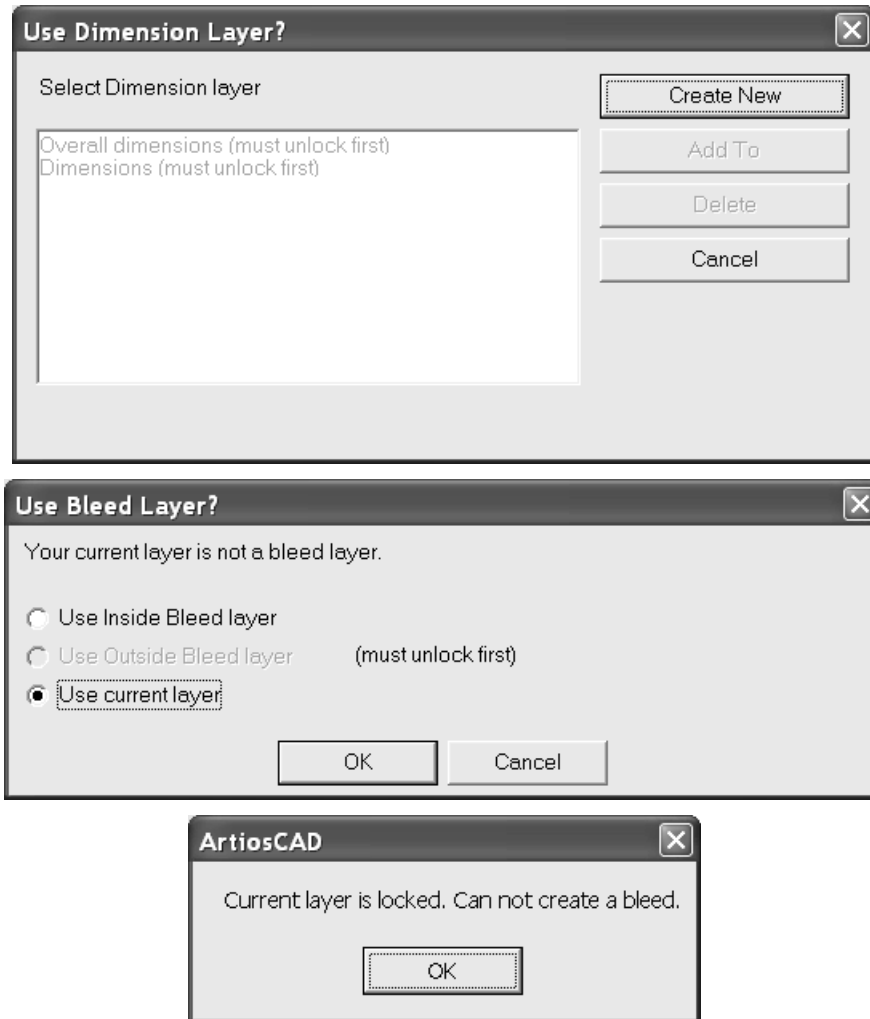 Use Dimension Layer?
Select Dimension layer
Create New
Overall dimensions (must unlock first)
Dimensions (must unlock first)
Add To
Delete
Cancel
Use Bleed Layer?
Your current layer is not a bleed layer.
Use Inside Bleed layer
Use Outside Bleed layer (must unlock first)
Use current layer
OK Cancel
ArtiosCAD
Current layer is locked. Can not create a bleed.
OK